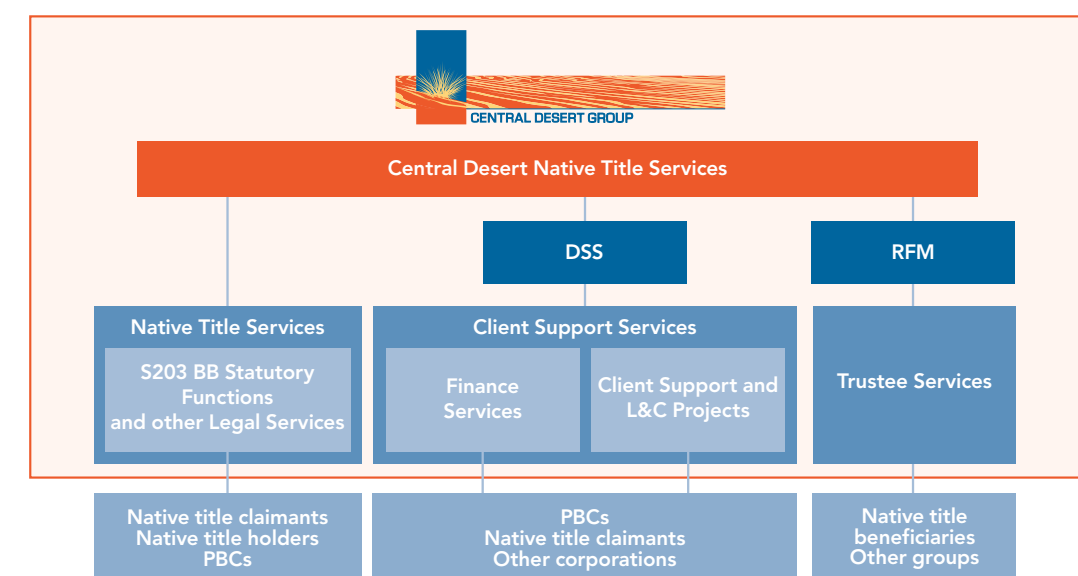 CENTRAL DESERT GROUP
Central Desert Native Title Services
DSS
RFM
Native Title Services
S203 BB Statutory
Functions
and other Legal Services
Client Support Services
Finance
Services
Client Support and
L&C Projects
Trustee Services
Native title claimants
Native title holders
PBCs
PBCs
Native title claimants
Other corporations
Native title
beneficiaries
Other groups